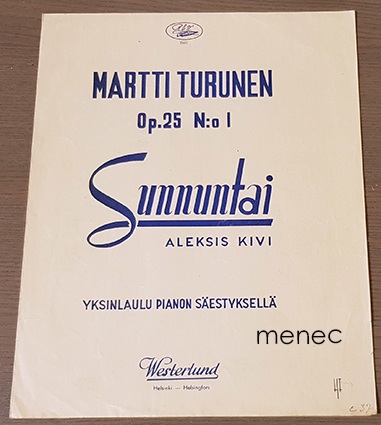 MARTTI TURUNEN
Op.25 N:o 1
Sunnuntai
ALEKSIS KIVI
YKSINLAULU PIANON SÄESTYKSELLÄ
menec
Westerlund
Helsinki — Helsingfors